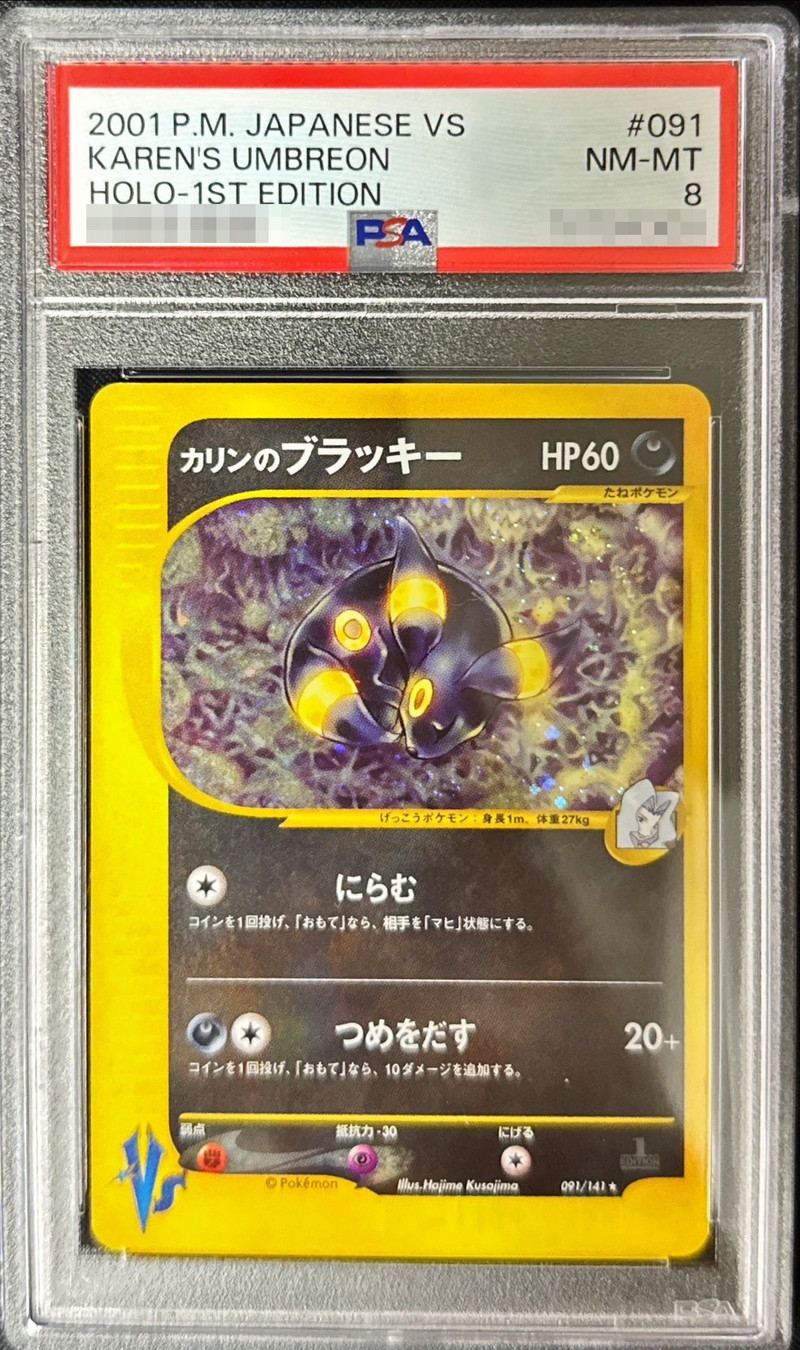 2001 P.M. JAPANESE VS #091
KAREN'S UMBREON NM-MT
HOLO-1ST EDITION 8
PSA
カリンのブラッキー HP60
たねポケモン
げっこうポケモン:身長1m、体重27kg
にらむ
コインを1回投げ、「おもて」なら、相手を「マヒ」状態にする。
つめをだす 20+
コインを1回投げ、「おもて」なら、10ダメージを追加する。
弱点 抵抗力-30 にげる
1
EDITION
VS
© Pokémon Illus.Hajime Kusajima 091/141★
PSA